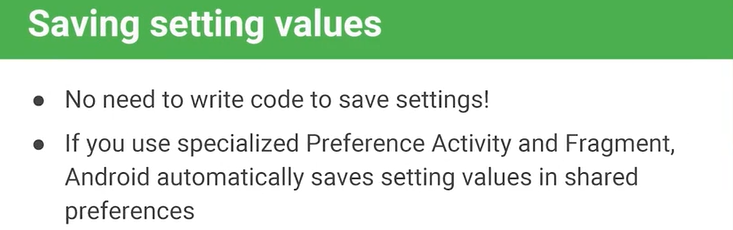 Saving setting values
● No need to write code to save settings!
● If you use specialized Preference Activity and Fragment,
Android automatically saves setting values in shared
preferences